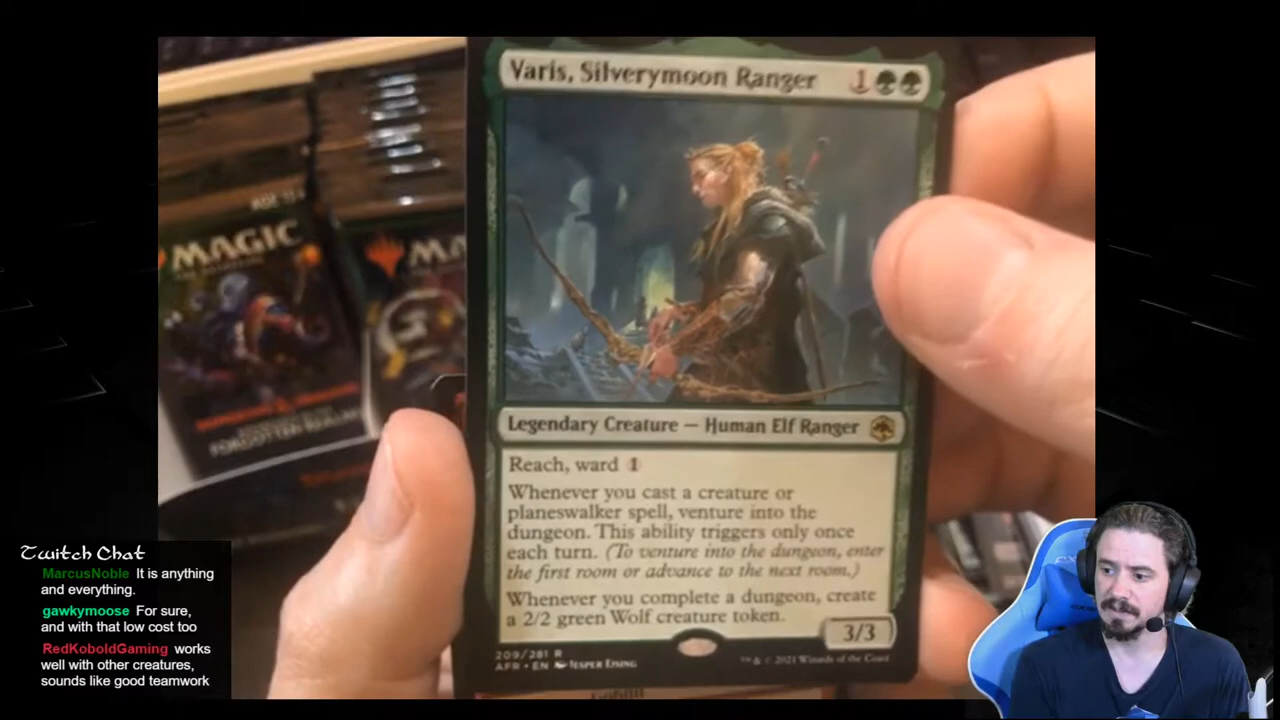 Varis, Silverymoon Ranger 1
Legendary Creature — Human Elf Ranger
Reach, ward 1
Whenever you cast a creature or
planeswalker spell, venture into the
dungeon. This ability triggers only once
each turn. (To venture into the dungeon, enter
the first room or advance to the next room.)
Whenever you complete a dungeon, create
a 2/2 green Wolf creature token.
3/3
209/281 R
AFR • EN JESPER EJSING
™ & © 2021 Wizards of the Coast
MAGIC
MA
FORGOTTEN REALMS
Twitch Chat
MarcusNoble It is anything
and everything.
gawkymoose For sure,
and with that low cost too
RedKoboldGaming works
well with other creatures,
sounds like good teamwork